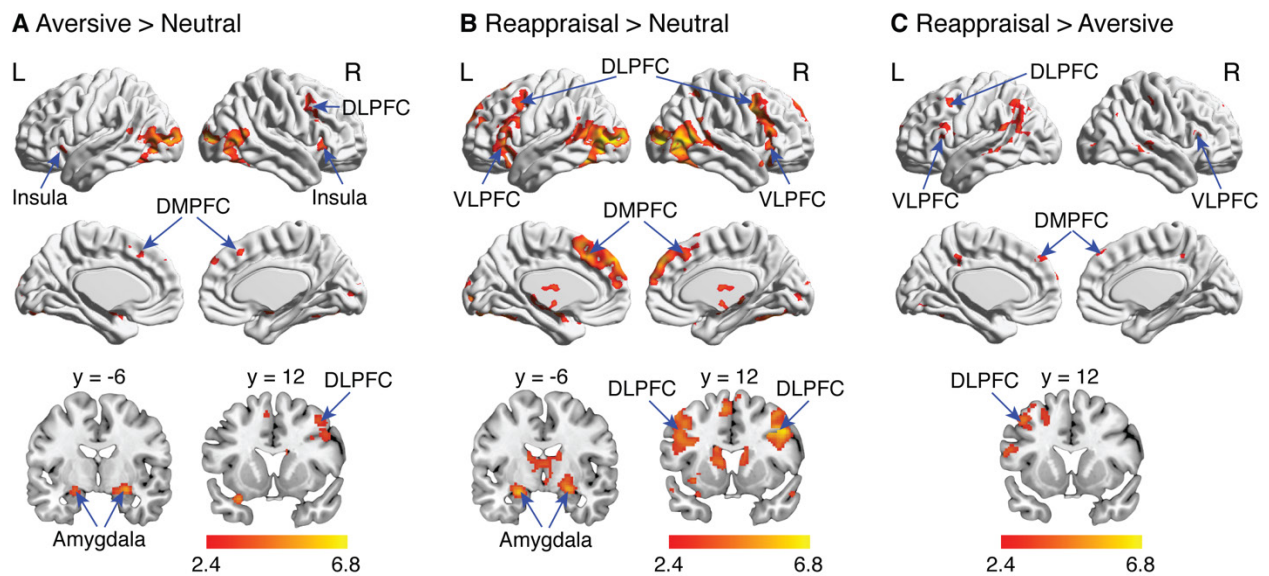 A Aversive > Neutral
L
R
DLPFC
Insula
Insula
DMPFC
y = -6
y = 12
DLPFC
Amygdala
2.4
6.8
B Reappraisal > Neutral
L
DLPFC
R
VLPFC
VLPFC
DMPFC
y = -6
DLPFC
y = 12
DLPFC
Amygdala
2.4
6.8
C Reappraisal > Aversive
L
DLPFC
R
VLPFC
VLPFC
DMPFC
DLPFC
y = 12
2.4
6.8